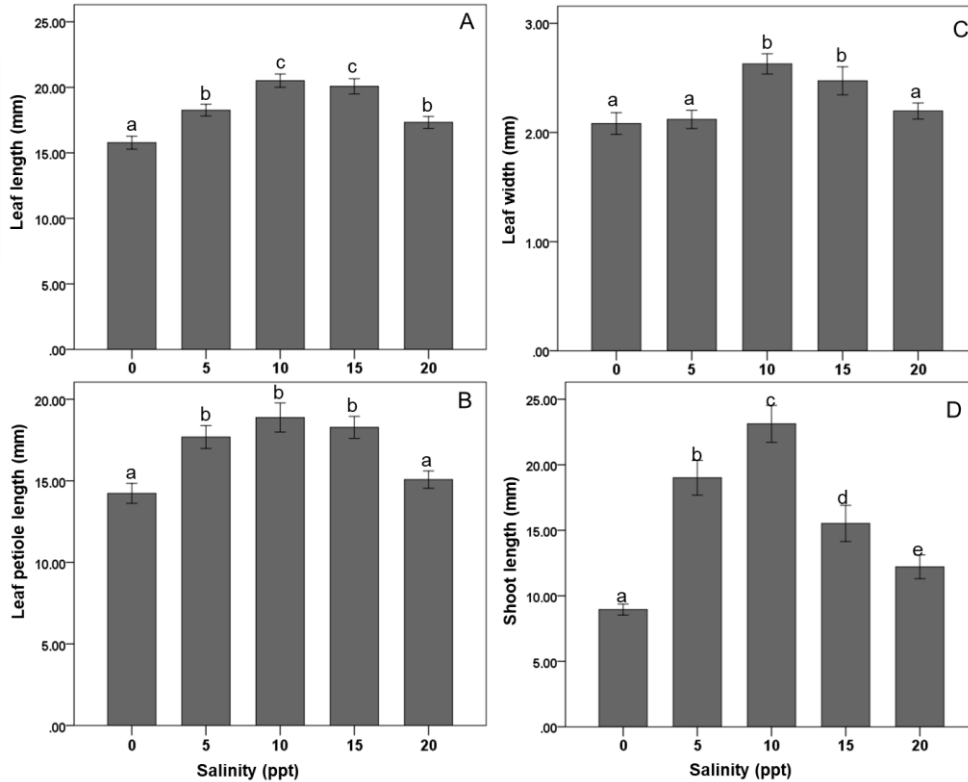 A
25.00
20.00
15.00
10.00
5.00
.00
Leaf length (mm)
a
b
c
c
b
0 5 10 15 20
C
3.00
2.00
1.00
.00
Leaf width (mm)
a
a
b
b
a
0 5 10 15 20
B
20.00
15.00
10.00
5.00
.00
Leaf petiole length (mm)
a
b
b
b
a
0 5 10 15 20
Salinity (ppt)
D
25.00
20.00
15.00
10.00
5.00
.00
Shoot length (mm)
a
b
c
d
e
0 5 10 15 20
Salinity (ppt)